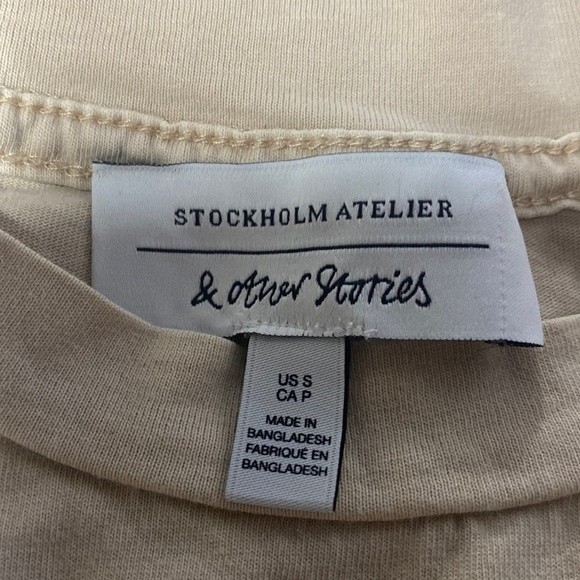 STOCKHOLM ATELIER
& other Stories
US S
CA P
MADE IN
BANGLADESH
FABRIQUÉ EN
BANGLADESH